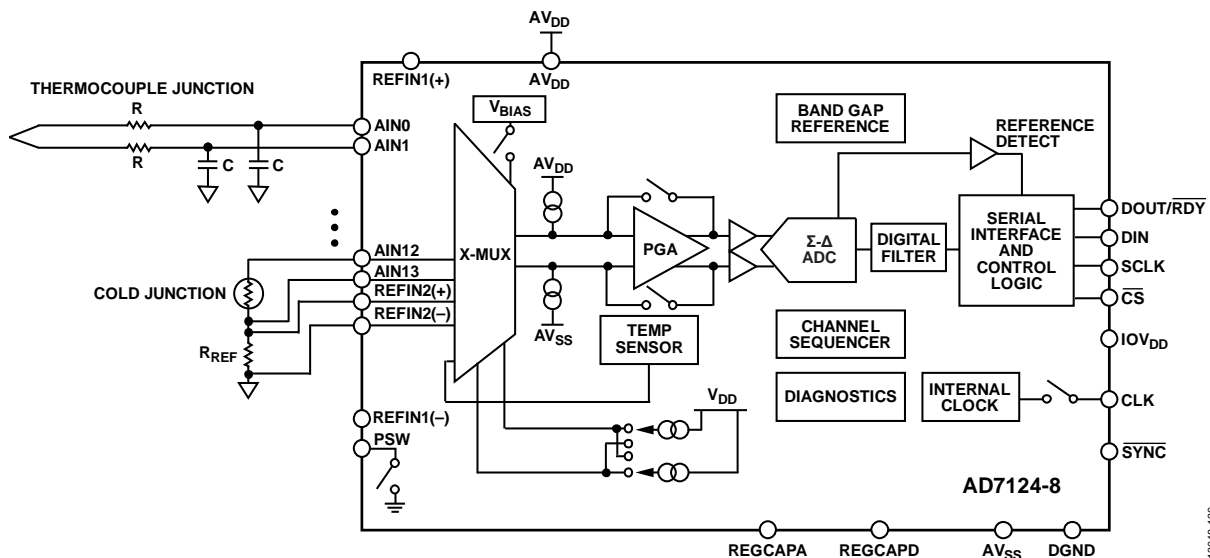 AVDD
REFIN1(+)
AVDD
THERMOCOUPLE JUNCTION
R
R
C
C
AIN0
AIN1
VBIAS
BAND GAP
REFERENCE
REFERENCE
DETECT
AVDD
X-MUX
PGA
Σ-Δ
ADC
DIGITAL
FILTER
SERIAL
INTERFACE
AND
CONTROL
LOGIC
DOUT/RDY
DIN
SCLK
CS
AIN12
AIN13
REFIN2(+)
REFIN2(–)
COLD JUNCTION
RREF
AVSS
TEMP
SENSOR
CHANNEL
SEQUENCER
IOVDD
DIAGNOSTICS
INTERNAL
CLOCK
CLK
VDD
REFIN1(–)
PSW
SYNC
AD7124-8
REGCAPA
REGCAPD
AVSS
DGND